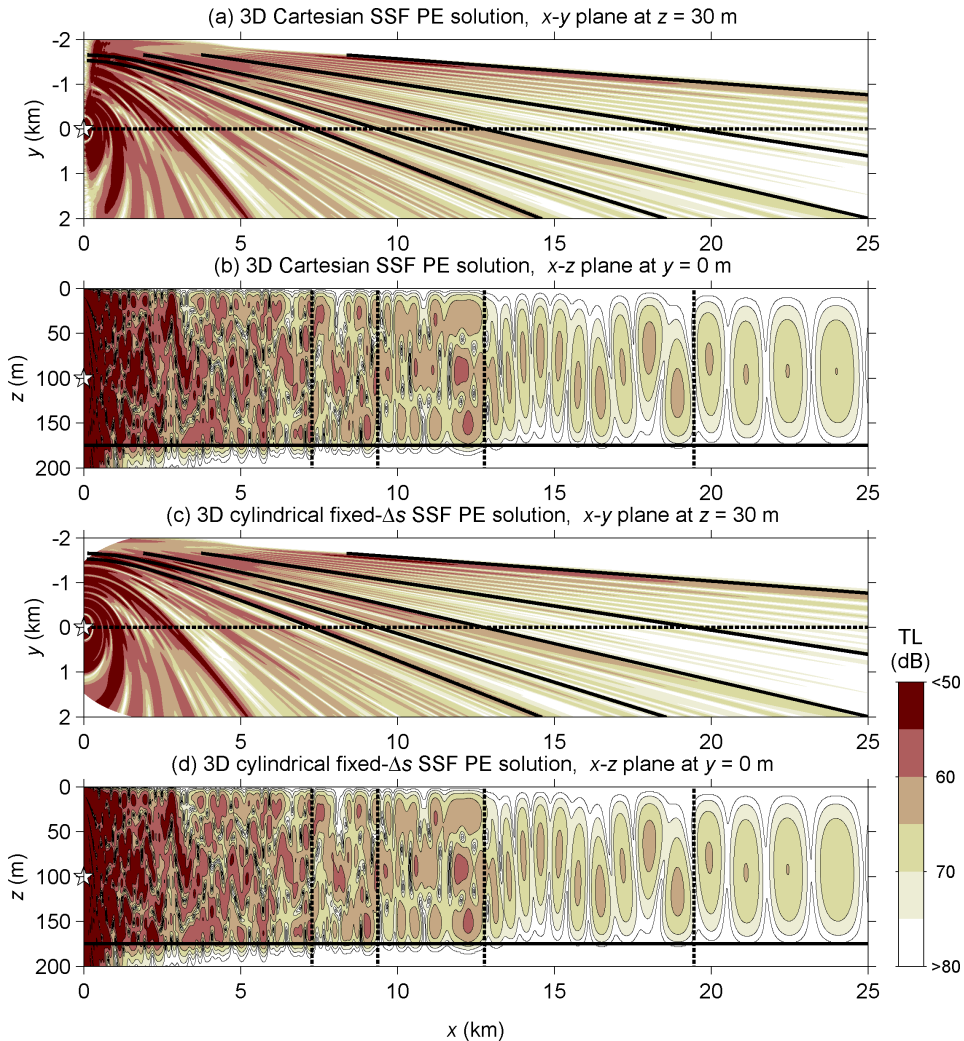 (a) 3D Cartesian SSF PE solution, x-y plane at z = 30 m
y (km)
-2
-1
0
1
2
0 5 10 15 20 25
(b) 3D Cartesian SSF PE solution, x-z plane at y = 0 m
z (m)
0
50
100
150
200
0 5 10 15 20 25
(c) 3D cylindrical fixed-Δs SSF PE solution, x-y plane at z = 30 m
y (km)
-2
-1
0
1
2
0 5 10 15 20 25
(d) 3D cylindrical fixed-Δs SSF PE solution, x-z plane at y = 0 m
z (m)
0
50
100
150
200
0 5 10 15 20 25
x (km)
TL
(dB)
<50
60
70
>80